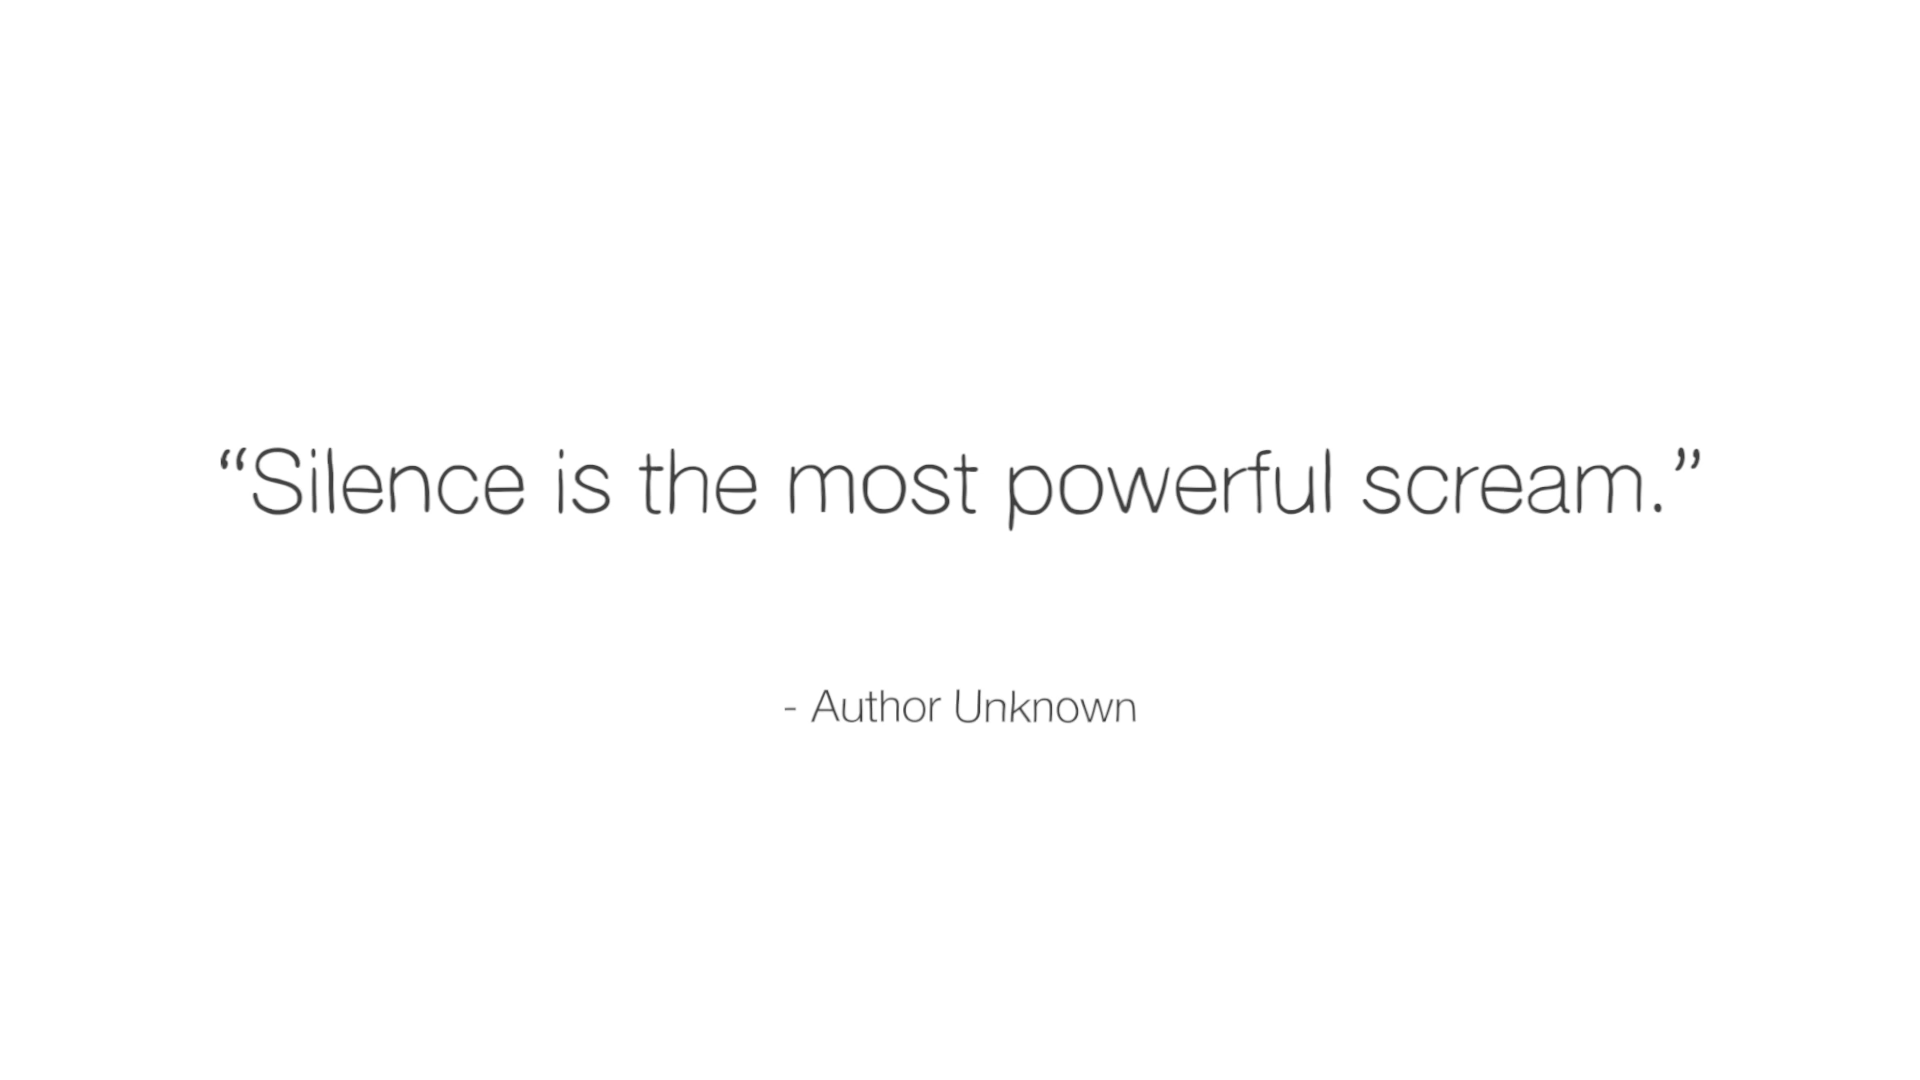 “Silence is the most powerful scream.”
- Author Unknown